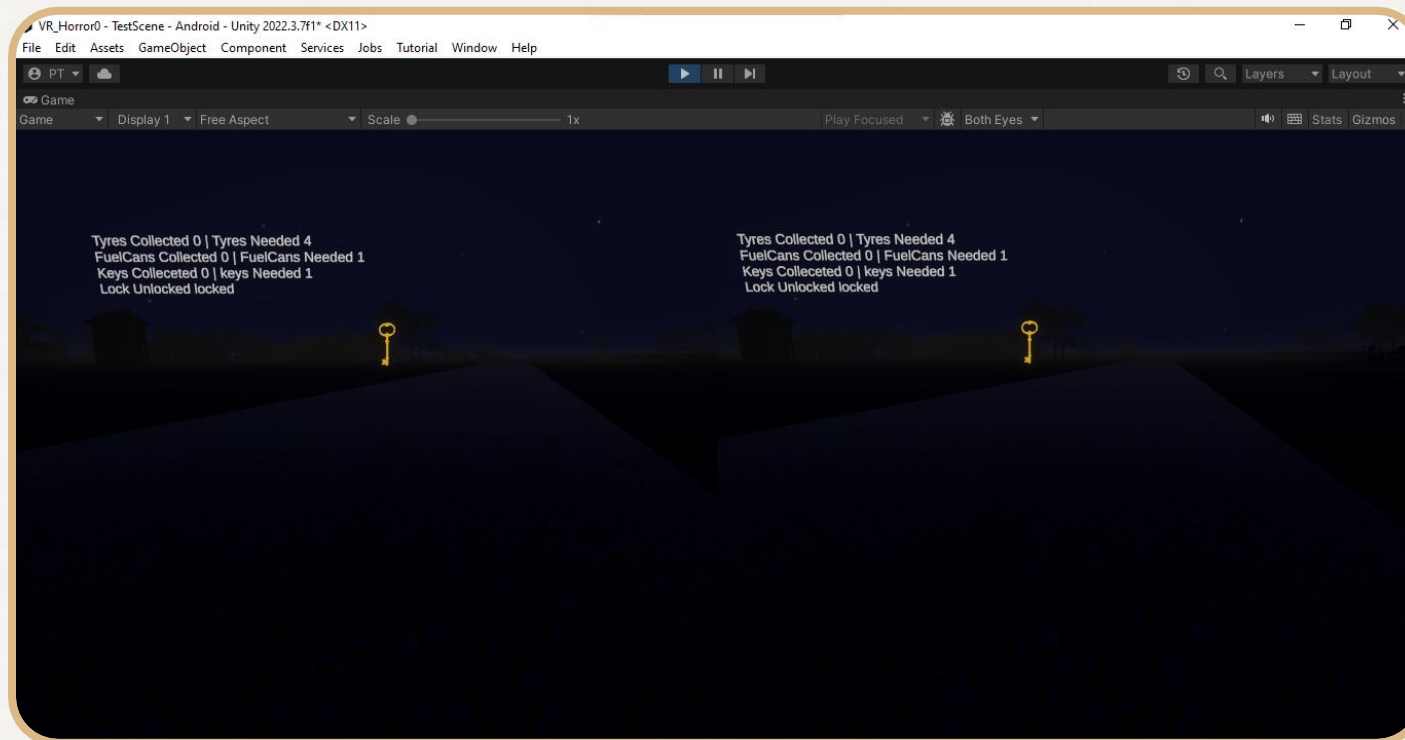 VR_Horror0 - TestScene - Android - Unity 2022.3.7f1* <DX11>
File Edit Assets GameObject Component Services Jobs Tutorial Window Help
PT Layers Layout
Game
Game Display 1 Free Aspect Scale 1x Play Focused Both Eyes Stats Gizmos
Tyres Collected 0 | Tyres Needed 4
FuelCans Collected 0 | FuelCans Needed 1
Keys Colleceted 0 | keys Needed 1
Lock Unlocked locked
Tyres Collected 0 | Tyres Needed 4
FuelCans Collected 0 | FuelCans Needed 1
Keys Colleceted 0 | keys Needed 1
Lock Unlocked locked